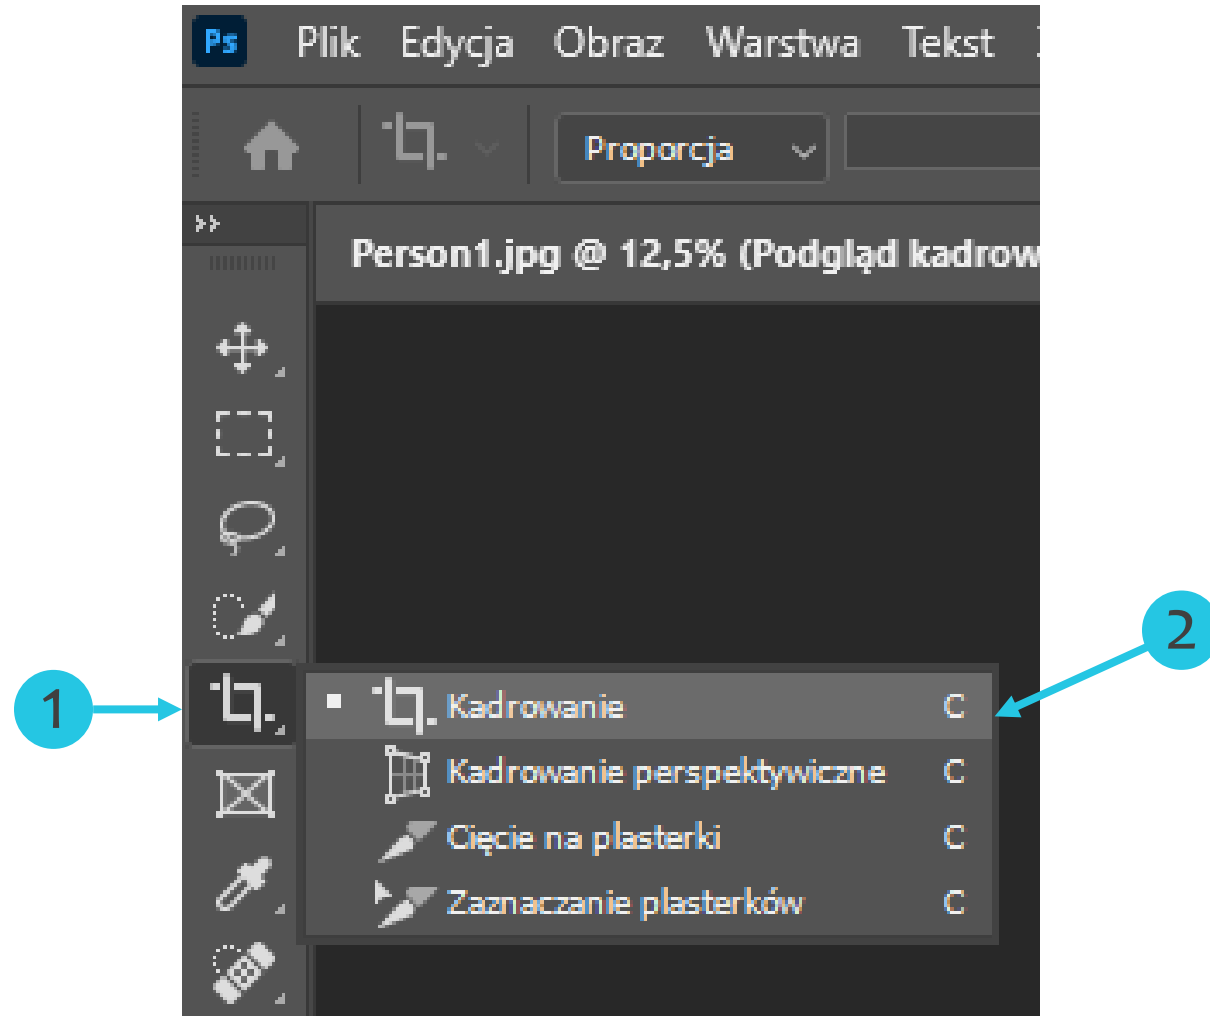 Ps Plik Edycja Obraz Warstwa Tekst
Proporcja
Person1.jpg @ 12,5% (Podgląd kadrow
1
2
Kadrowanie C
Kadrowanie perspektywiczne C
Cięcie na plasterki C
Zaznaczanie plasterków C